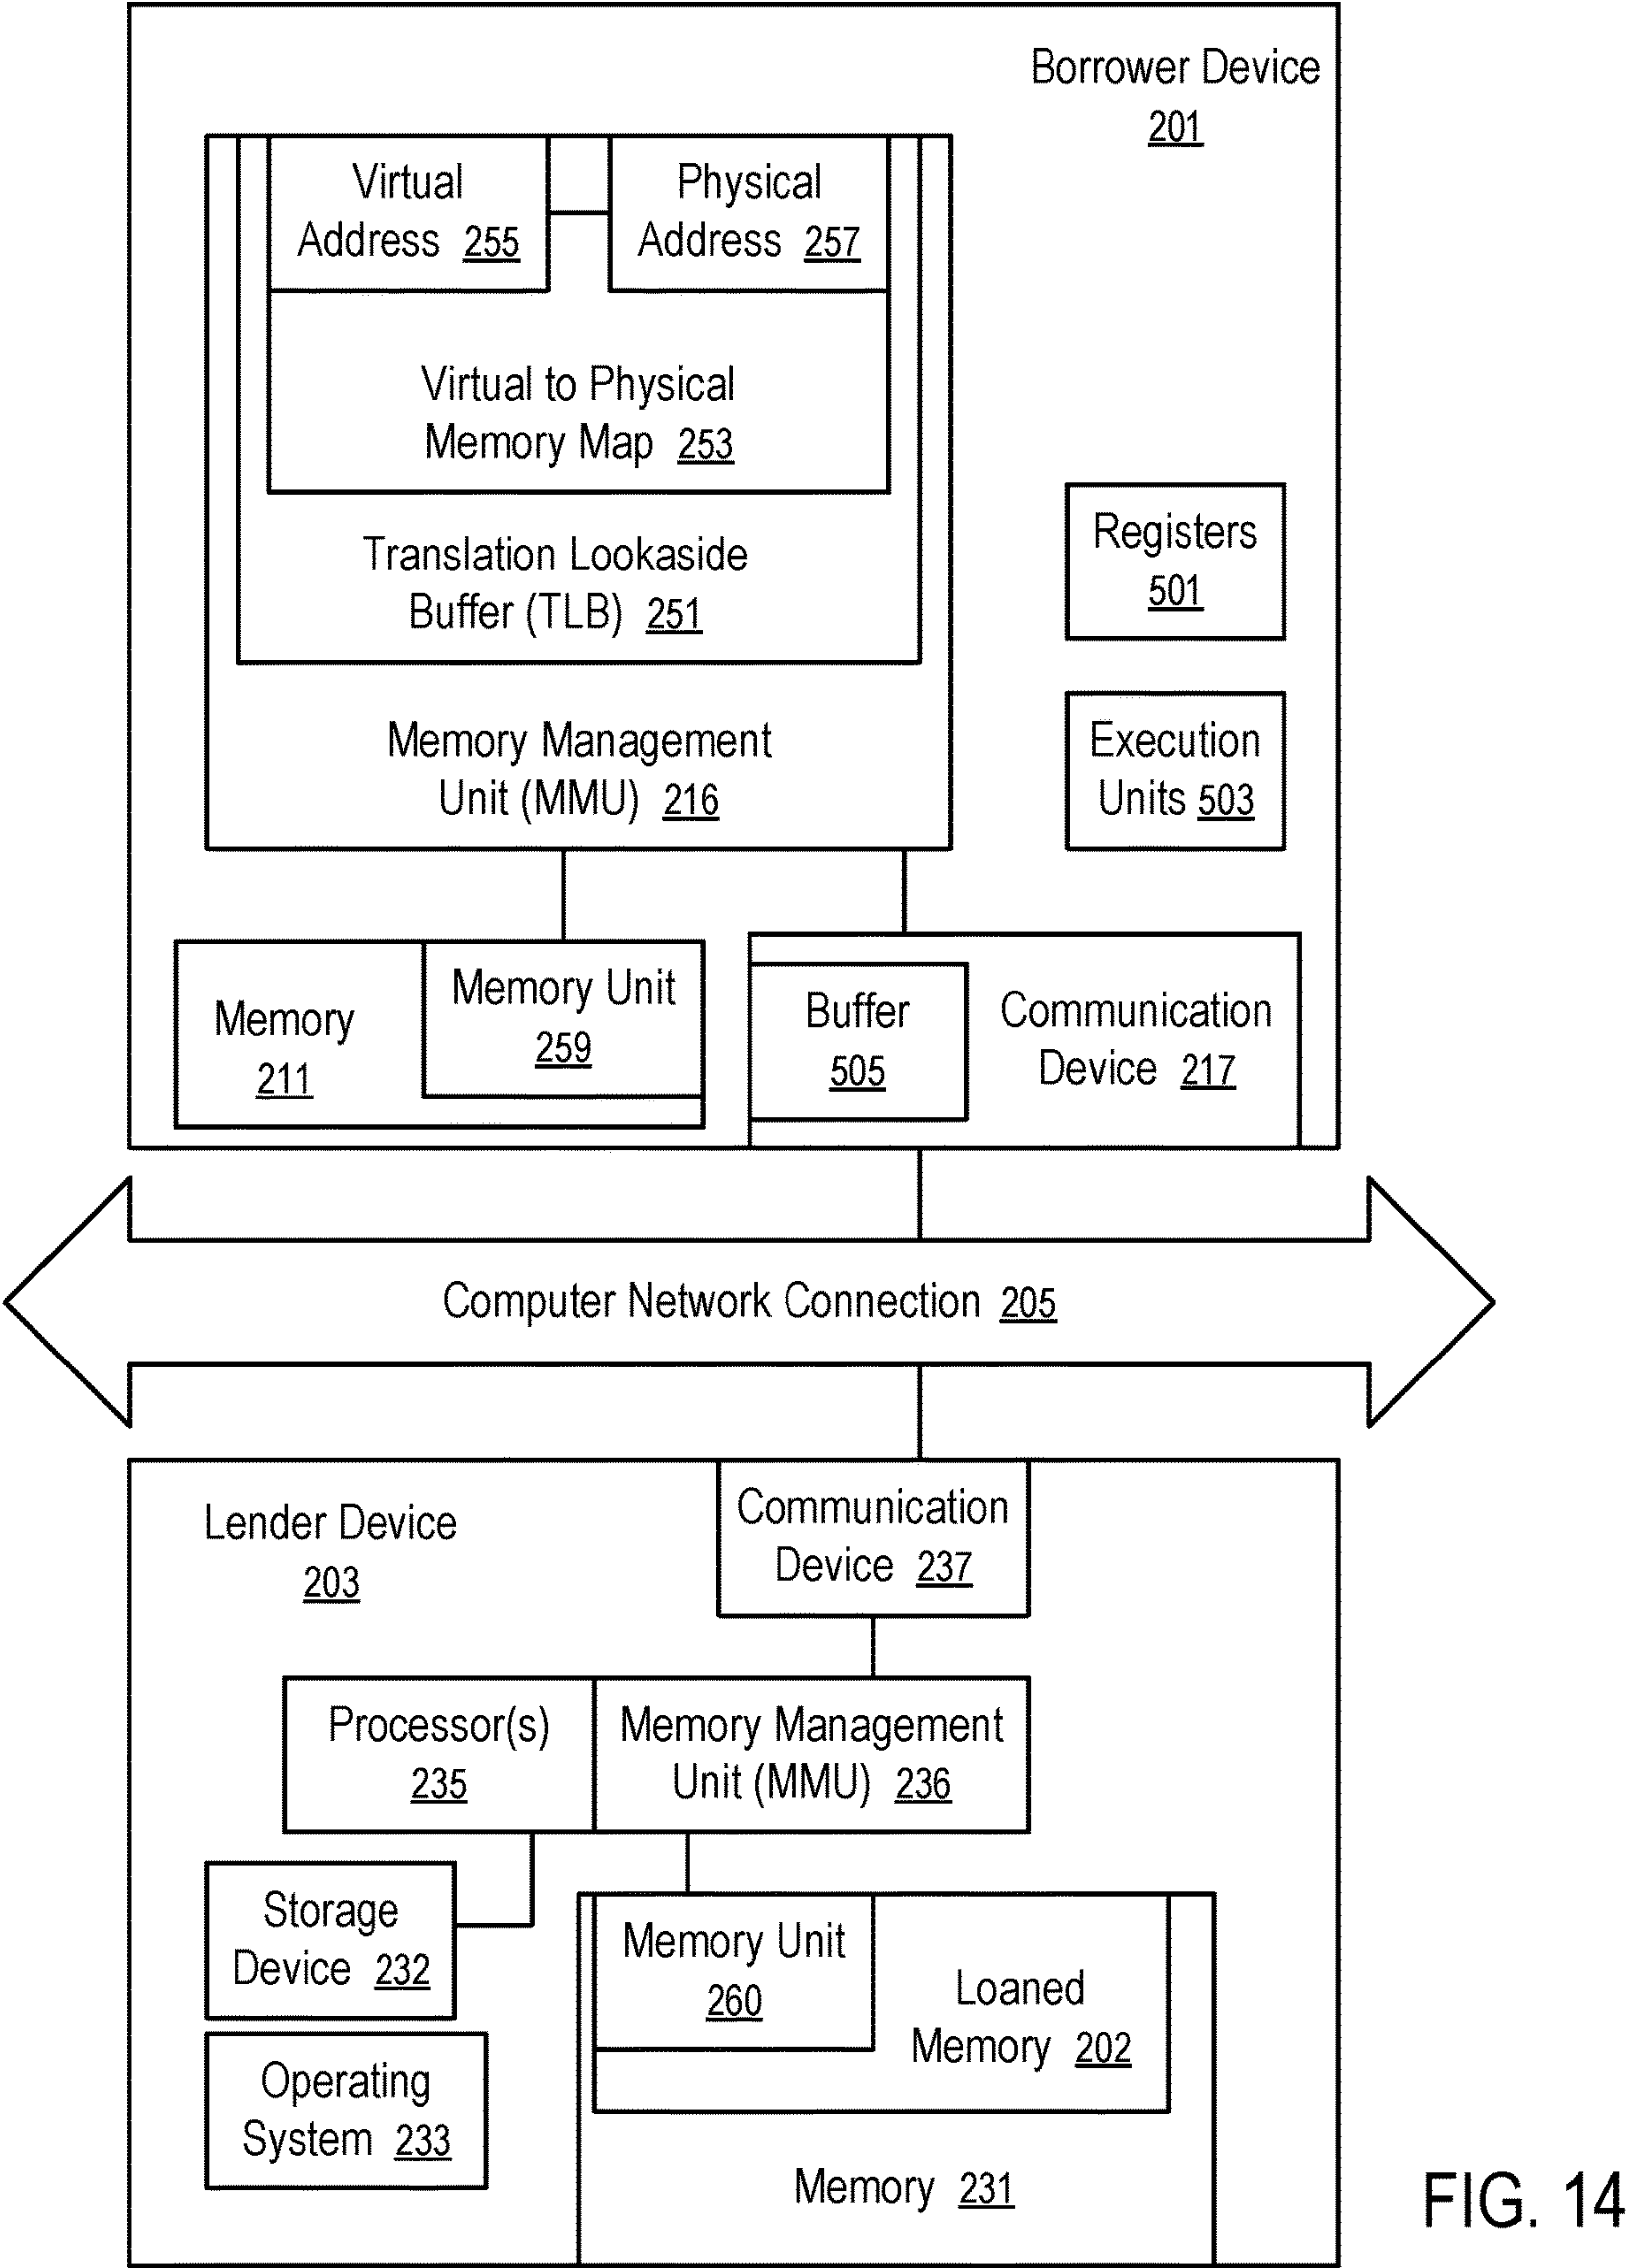 Borrower Device
201
Virtual
Address 255
Physical
Address 257
Virtual to Physical
Memory Map 253
Translation Lookaside
Buffer (TLB) 251
Memory Management
Unit (MMU) 216
Registers
501
Execution
Units 503
Memory
211
Memory Unit
259
Buffer
505
Communication
Device 217
Computer Network Connection 205
Lender Device
203
Communication
Device 237
Processor(s)
235
Memory Management
Unit (MMU) 236
Storage
Device 232
Operating
System 233
Memory Unit
260
Loaned
Memory 202
Memory 231
FIG. 14